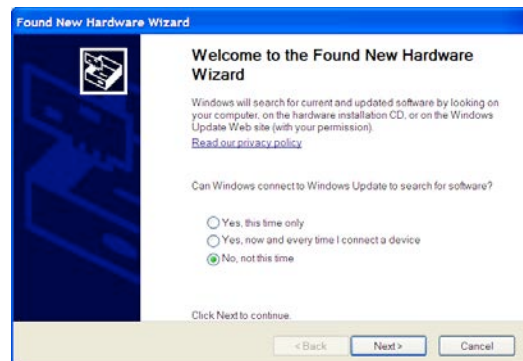 Found New Hardware Wizard
Welcome to the Found New Hardware
Wizard
Windows will search for current and updated software by looking on
your computer, on the hardware installation CD, or on the Windows
Update Web site (with your permission).
Read our privacy policy
Can Windows connect to Windows Update to search for software?
Yes, this time only
Yes, now and every time I connect a device
No, not this time
Click Next to continue.
< Back Next > Cancel